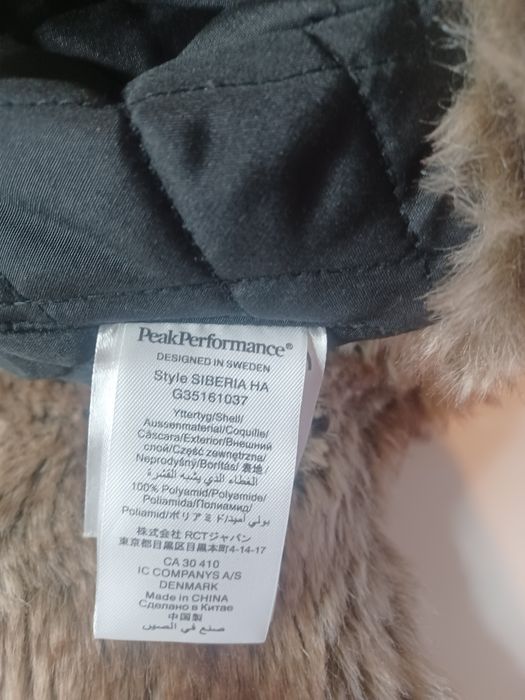 PeakPerformance®
DESIGNED IN SWEDEN
Style SIBERIA HA
G35161037
Yttertyg/Shell/
Aussenmaterial/Coquille/
Cáscara/Exterior/Внешний
слой/Część zewnętrzna/
Neprodyšný/Borítás/表地/
الغطاء الذي يشبه القشرة
100% Polyamid/Polyamide/
Poliamida/Полиамид/
Poliamid/ポリアミド/بولي أميد
株式会社 RCTジャパン
東京都目黒区目黒本町4-14-17
CA 30 410
IC COMPANYS A/S
DENMARK
Made in CHINA
Сделано в Китае
中国製
صنع في الصين